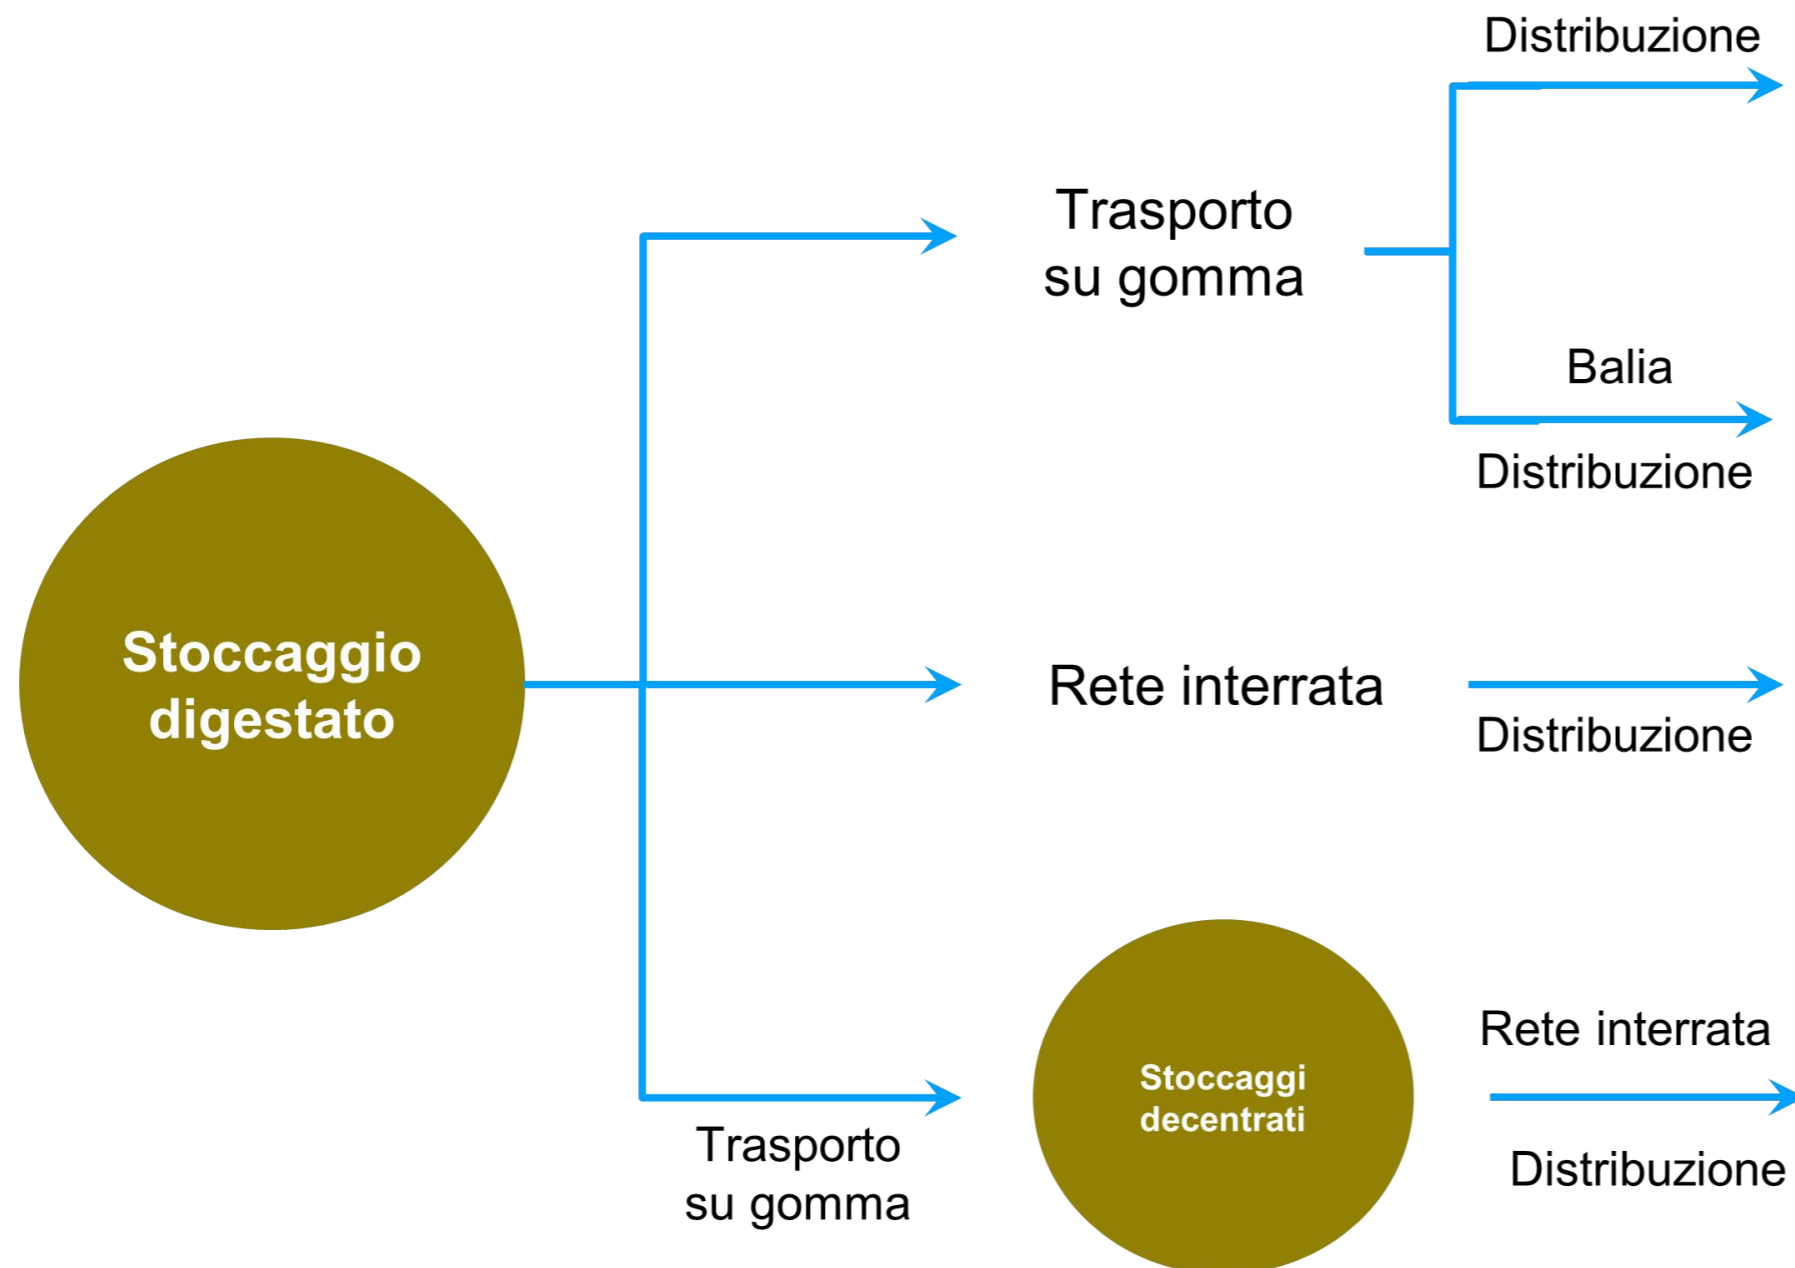 Distribuzione
Trasporto
su gomma
Balia
Distribuzione
Stoccaggio
digestato
Rete interrata
Distribuzione
Stoccaggi
decentrati
Rete interrata
Distribuzione
Trasporto
su gomma